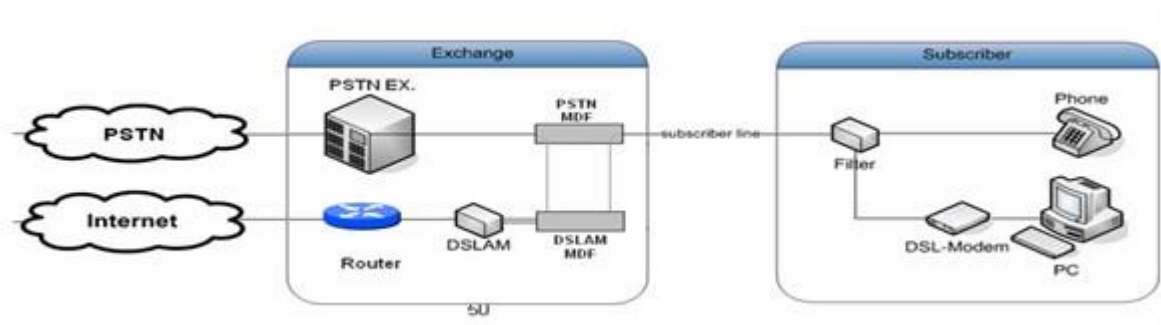 Exchange
Subscriber
PSTN EX.
PSTN
MDF
Phone
PSTN
subscriber line
Filter
Internet
DSLAM
DSLAM
MDF
DSL-Modem
Router
PC
50